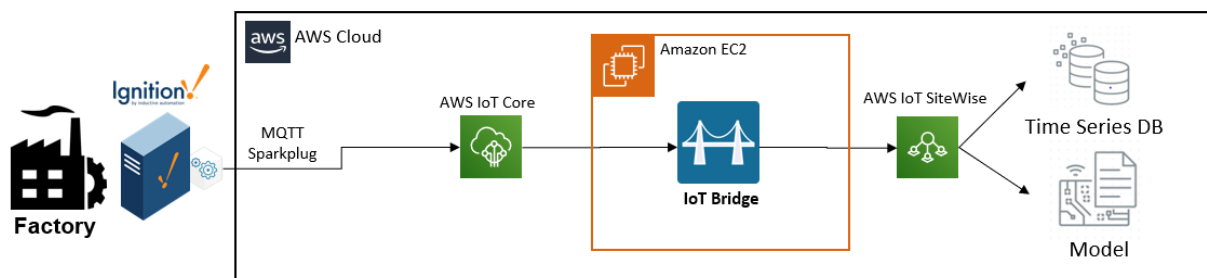 aws
AWS Cloud
Amazon EC2
Ignition!
by inductive automation
AWS IoT Core
AWS IoT SiteWise
MQTT
Sparkplug
Time Series DB
Factory
IoT Bridge
Model